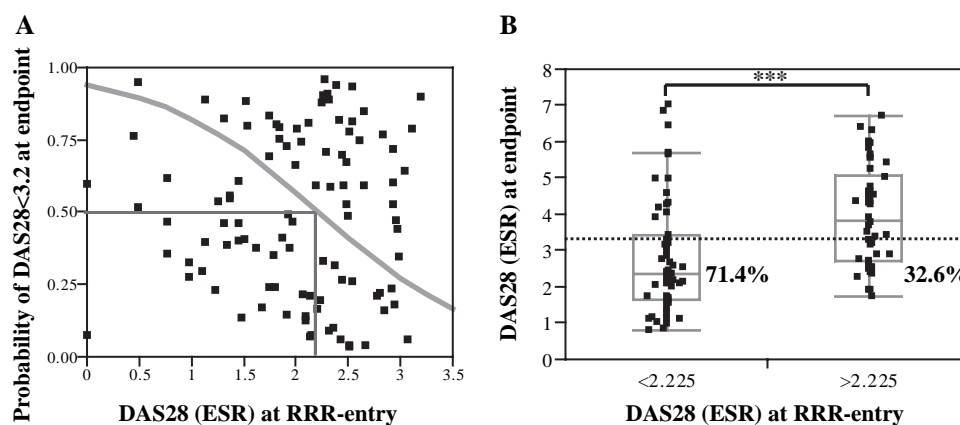 A
Probability of DAS28<3.2 at endpoint
1.00
0.75
0.50
0.25
0.00
0 0.5 1 1.5 2 2.5 3 3.5
DAS28 (ESR) at RRR-entry
B
DAS28 (ESR) at endpoint
8
7
6
5
4
3
2
1
0
***
71.4%
32.6%
<2.225 >2.225
DAS28 (ESR) at RRR-entry